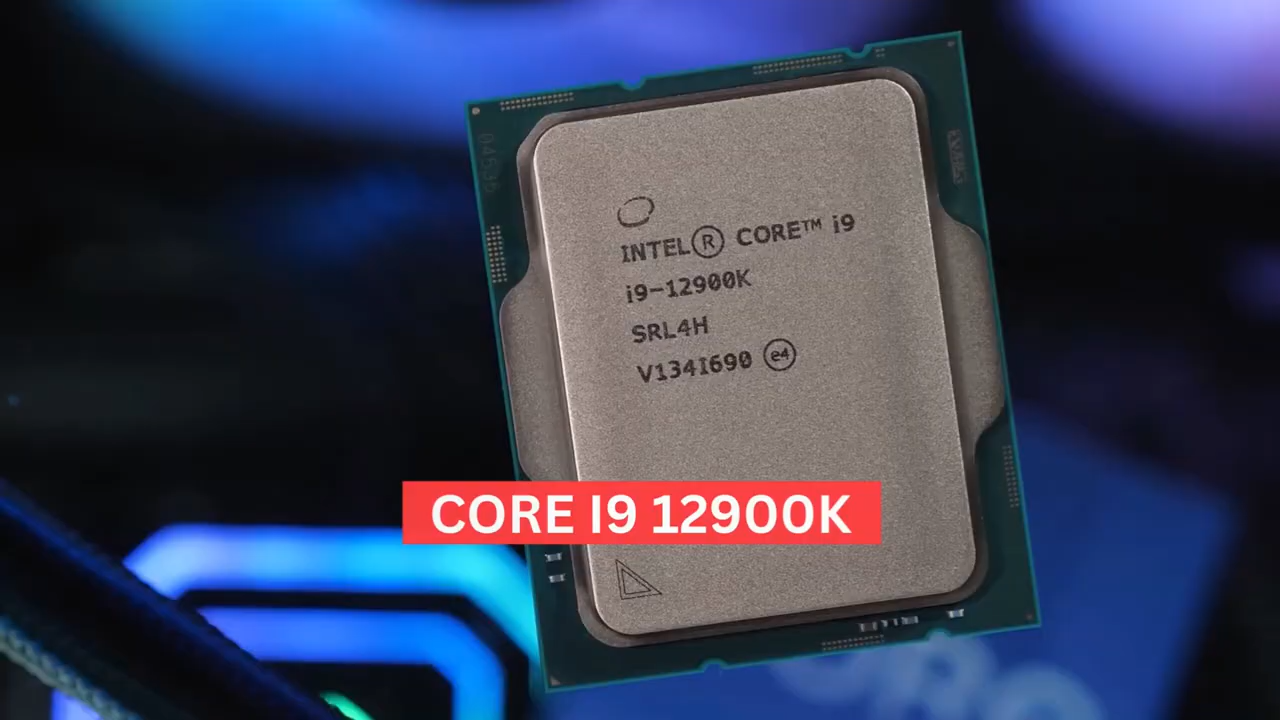 INTEL® CORE™ i9
i9-12900K
SRL4H
V134I690 e4
CORE I9 12900K